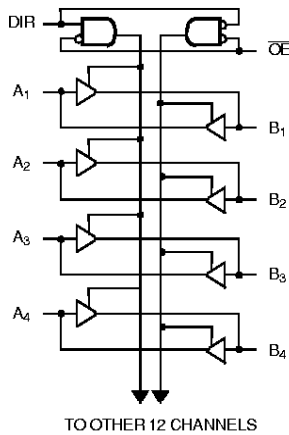 DIR
OE
A1
B1
A2
B2
A3
B3
A4
B4
TO OTHER 12 CHANNELS